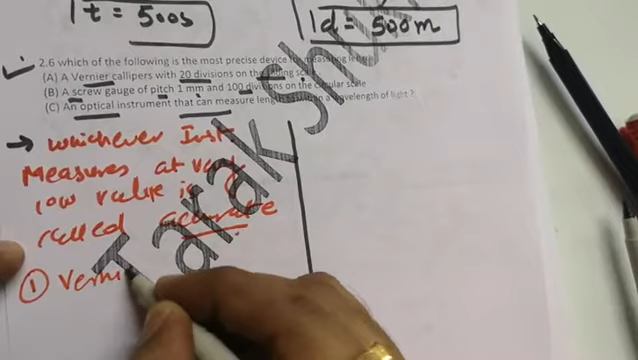 t = 500s
d = 500m
2.6 which of the following is the most precise device for measuring length
(A) A Vernier callipers with 20 divisions on the sliding scale
(B) A screw gauge of pitch 1 mm and 100 divisions on the circular scale
(C) An optical instrument that can measure length within a wavelength of light ?
→ whichever Inst
Measures at very
low value is
called accurate
① Verni
Tarak Shu